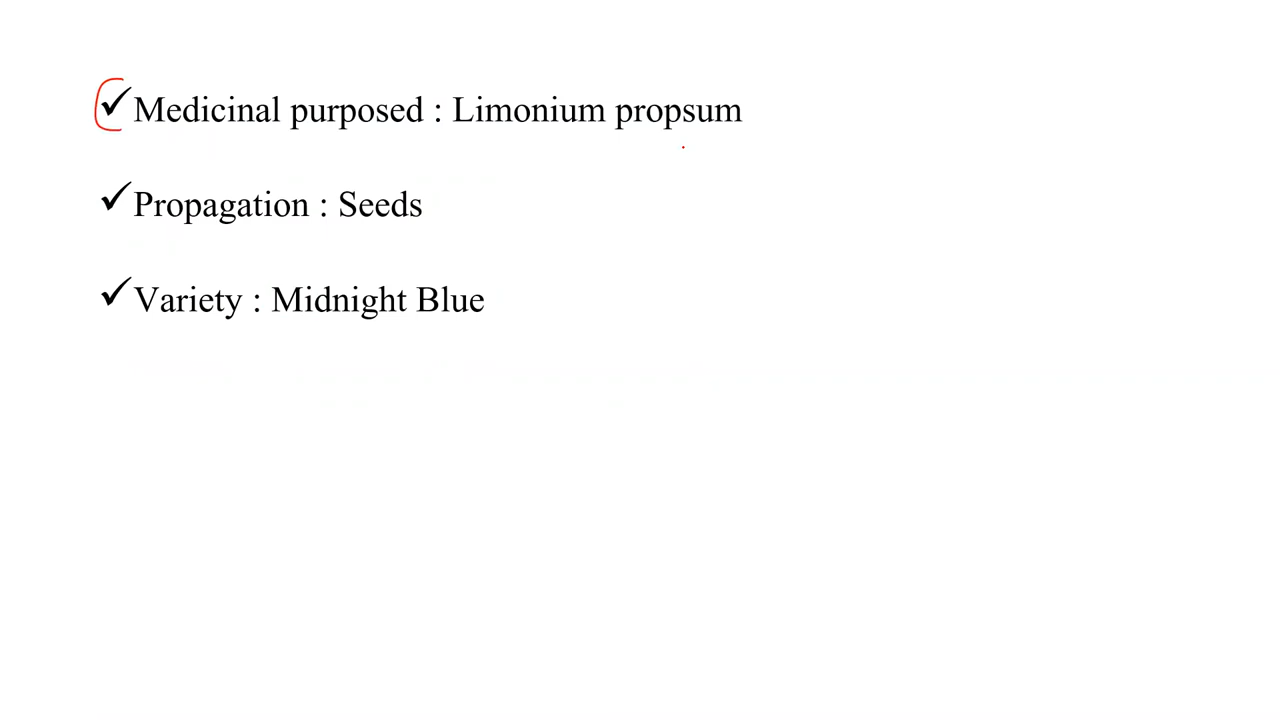 ✓Medicinal purposed : Limonium propsum
✓Propagation : Seeds
✓Variety : Midnight Blue